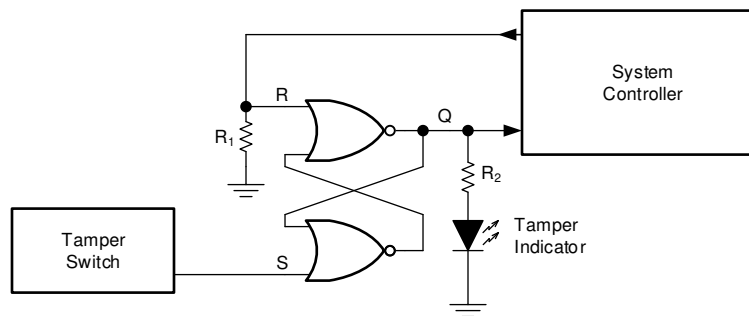 System
Controller
R
Q
R1
R2
Tamper
Indicator
Tamper
Switch
S